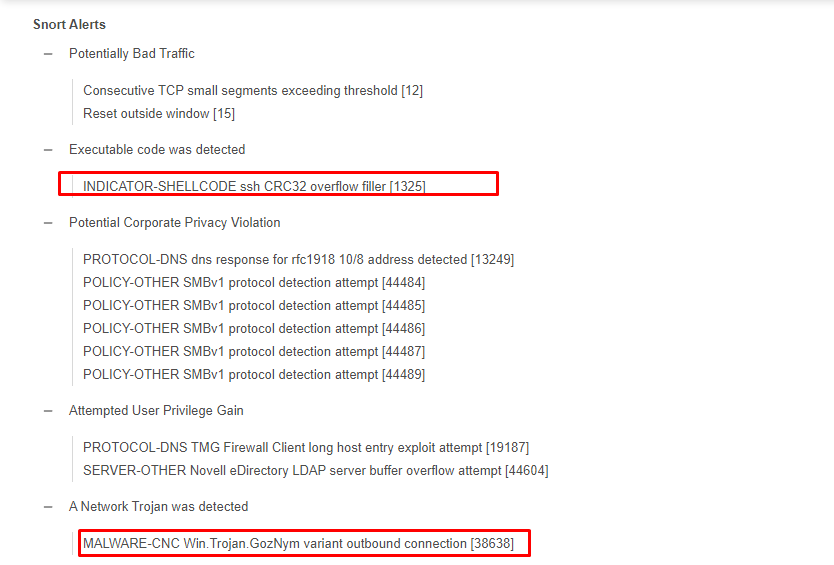 Snort Alerts
Potentially Bad Traffic
Consecutive TCP small segments exceeding threshold [12]
Reset outside window [15]
Executable code was detected
INDICATOR-SHELLCODE ssh CRC32 overflow filler [1325]
Potential Corporate Privacy Violation
PROTOCOL-DNS dns response for rfc1918 10/8 address detected [13249]
POLICY-OTHER SMBv1 protocol detection attempt [44484]
POLICY-OTHER SMBv1 protocol detection attempt [44485]
POLICY-OTHER SMBv1 protocol detection attempt [44486]
POLICY-OTHER SMBv1 protocol detection attempt [44487]
POLICY-OTHER SMBv1 protocol detection attempt [44489]
Attempted User Privilege Gain
PROTOCOL-DNS TMG Firewall Client long host entry exploit attempt [19187]
SERVER-OTHER Novell eDirectory LDAP server buffer overflow attempt [44604]
A Network Trojan was detected
MALWARE-CNC Win.Trojan.GozNym variant outbound connection [38638]